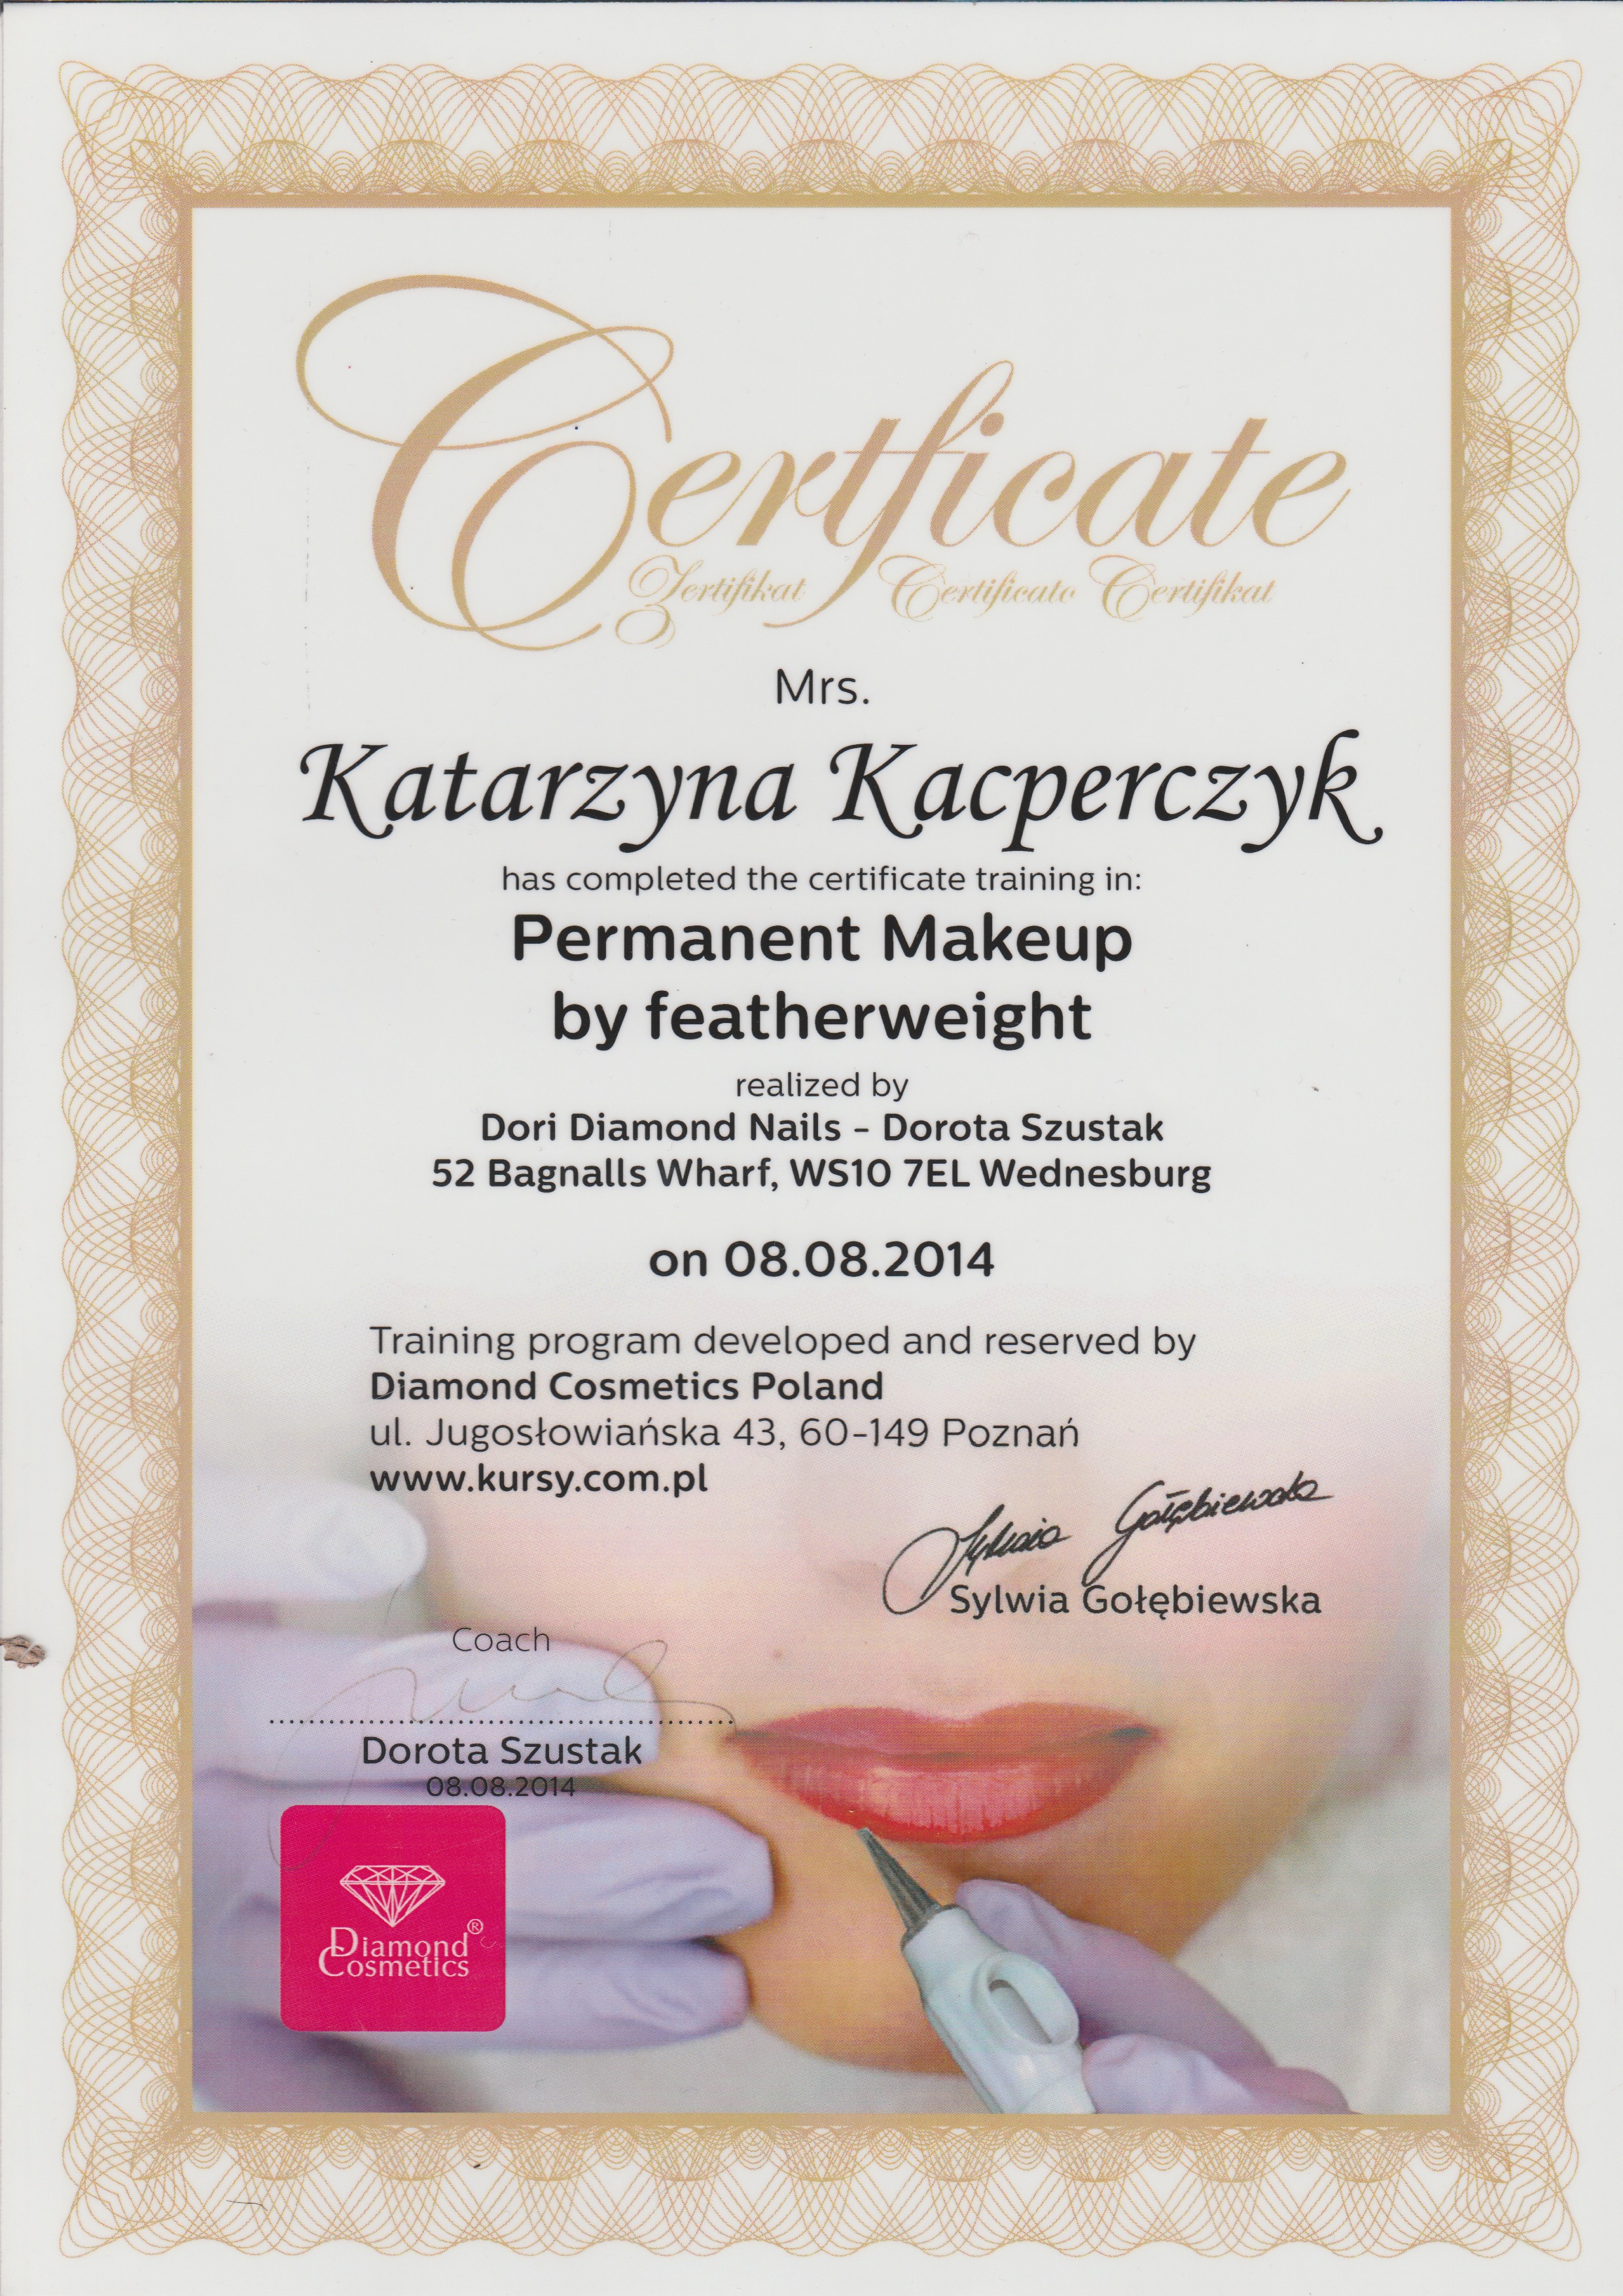 Certficate
Zertifikat Certificato Certifikat
Mrs.
Katarzyna Kacperczyk
has completed the certificate training in:
Permanent Makeup
by featherweight
realized by
Dori Diamond Nails - Dorota Szustak
52 Bagnalls Wharf, WS10 7EL Wednesburg
on 08.08.2014
Training program developed and reserved by
Diamond Cosmetics Poland
ul. Jugosłowiańska 43, 60-149 Poznań
www.kursy.com.pl
Sylwia Gołębiewska
Sylwia Gołębiewska
Coach
Dorota Szustak
08.08.2014
Diamond®
Cosmetics